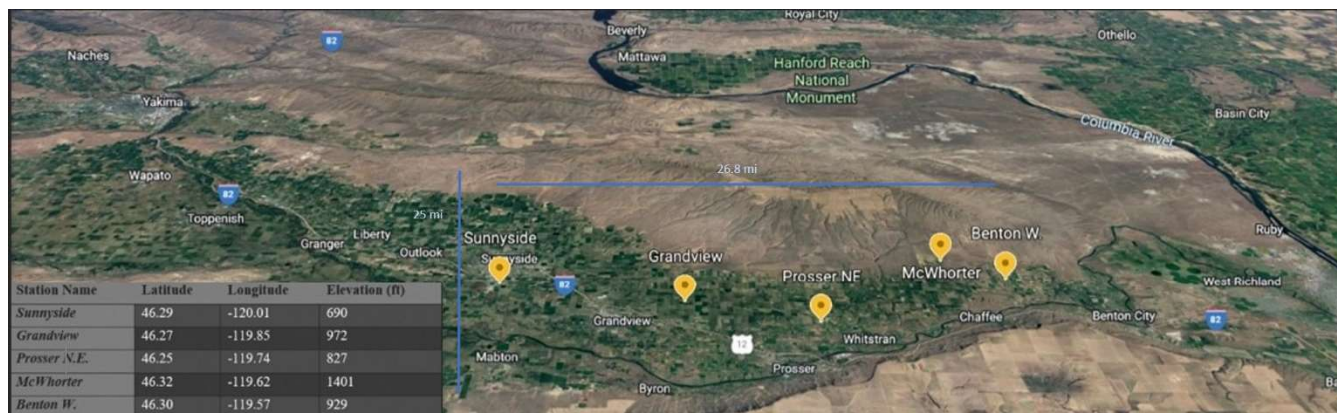 Royal City
Beverly
Othello
82
Mattawa
Naches
Hanford Reach
National
Monument
Yakima
Basin City
Columbia River
26.8 mi
Wapato
82
25 mi
Toppenish
Ruby
Liberty
Granger
Sunnyside
Benton W.
Outlook
Grandview
Sunnyside
Prosser NE
McWhorter
West Richland
82
Station Name Latitude Longitude Elevation (ft)
Sunnyside 46.29 -120.01 690
Grandview 46.27 -119.85 972
Prosser N.E. 46.25 -119.74 827
McWhorter 46.32 -119.62 1401
Benton W. 46.30 -119.57 929
Grandview
Chaffee
Benton City
82
12
Whitstran
Mabton
Prosser
Byron